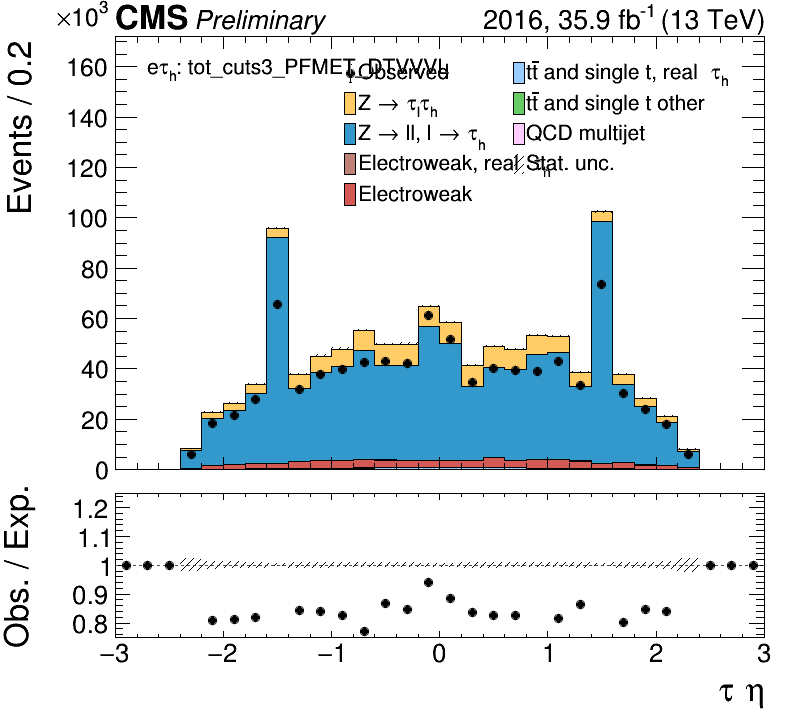 ×10³ CMS Preliminary 2016, 35.9 fb⁻¹ (13 TeV)
Events / 0.2
eτh: tot_cuts3_PFMET_DTVVVL
Observed
Z → τlτh
Z → ll, l → τh
Electroweak, real τh
Electroweak
tt̄ and single t, real τh
tt̄ and single t other
QCD multijet
Stat. unc.
160
140
120
100
80
60
40
20
0
Obs. / Exp.
1.2
1.1
1
0.9
0.8
−3 −2 −1 0 1 2 3
τ η